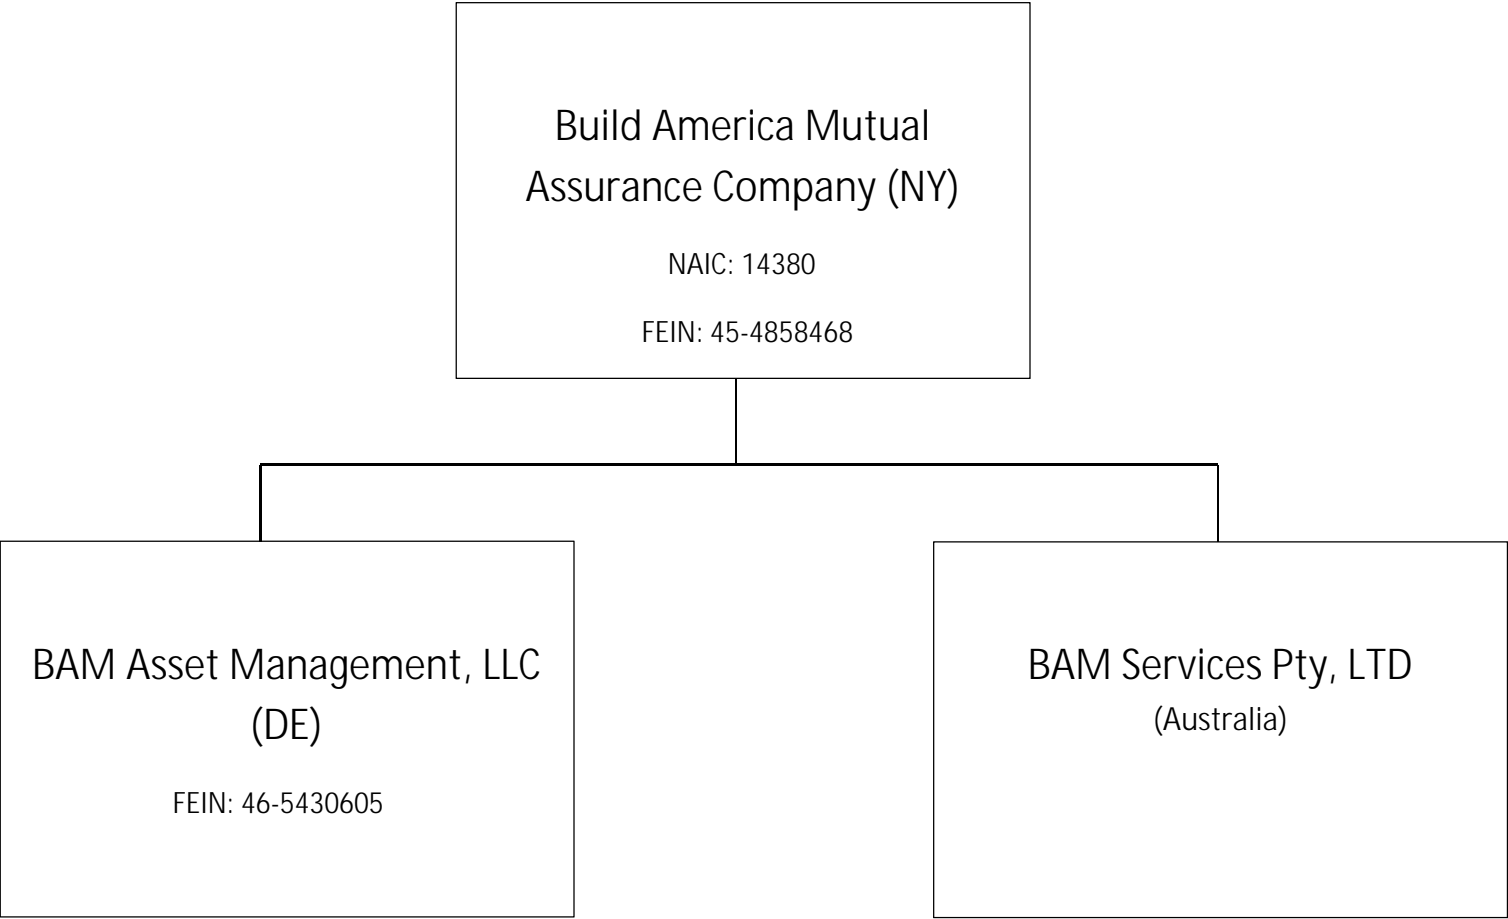 Build America Mutual
Assurance Company (NY)
NAIC: 14380
FEIN: 45-4858468
BAM Asset Management, LLC
(DE)
FEIN: 46-5430605
BAM Services Pty, LTD
(Australia)